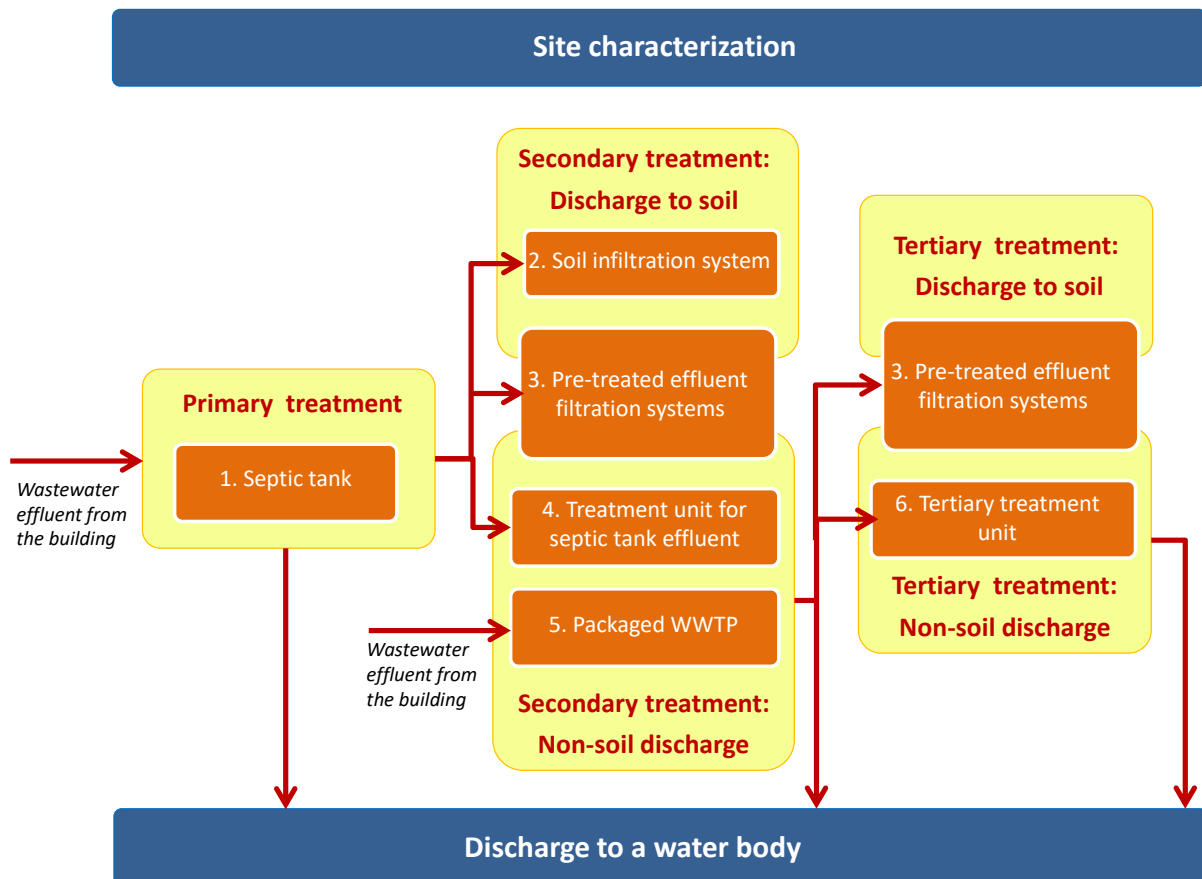 Site characterization
Secondary treatment:
Discharge to soil
2. Soil infiltration system
3. Pre-treated effluent
filtration systems
Tertiary treatment:
Discharge to soil
3. Pre-treated effluent
filtration systems
Primary treatment
1. Septic tank
Wastewater
effluent from
the building
4. Treatment unit for
septic tank effluent
5. Packaged WWTP
Wastewater
effluent from
the building
Secondary treatment:
Non-soil discharge
6. Tertiary treatment
unit
Tertiary treatment:
Non-soil discharge
Discharge to a water body